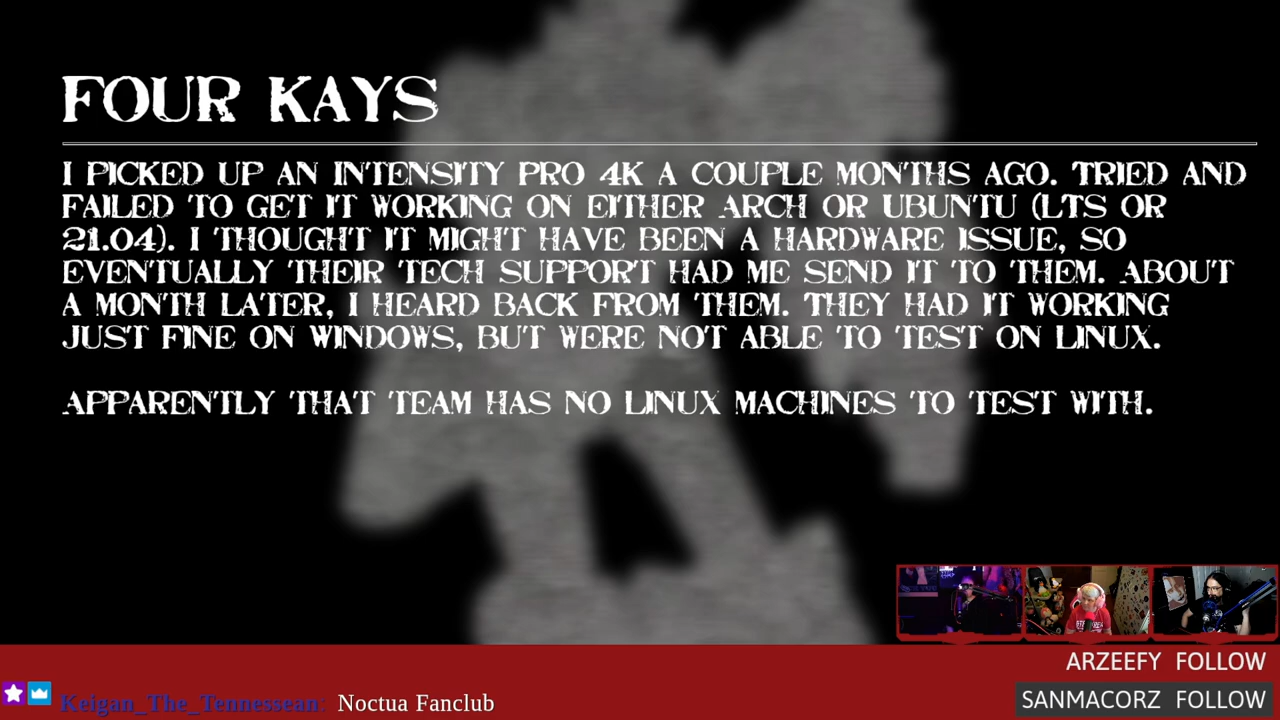 FOUR KAYS
I PICKED UP AN INTENSITY PRO 4K A COUPLE MONTHS AGO. TRIED AND
FAILED TO GET IT WORKING ON EITHER ARCH OR UBUNTU (LTS OR
21.04). I THOUGHT IT MIGHT HAVE BEEN A HARDWARE ISSUE, SO
EVENTUALLY THEIR TECH SUPPORT HAD ME SEND IT TO THEM. ABOUT
A MONTH LATER, I HEARD BACK FROM THEM. THEY HAD IT WORKING
JUST FINE ON WINDOWS, BUT WERE NOT ABLE TO TEST ON LINUX.
APPARENTLY THAT TEAM HAS NO LINUX MACHINES TO TEST WITH.
ARZEEFY FOLLOW
SANMACORZ FOLLOW
Keigan_The_Tennessean: Noctua Fanclub